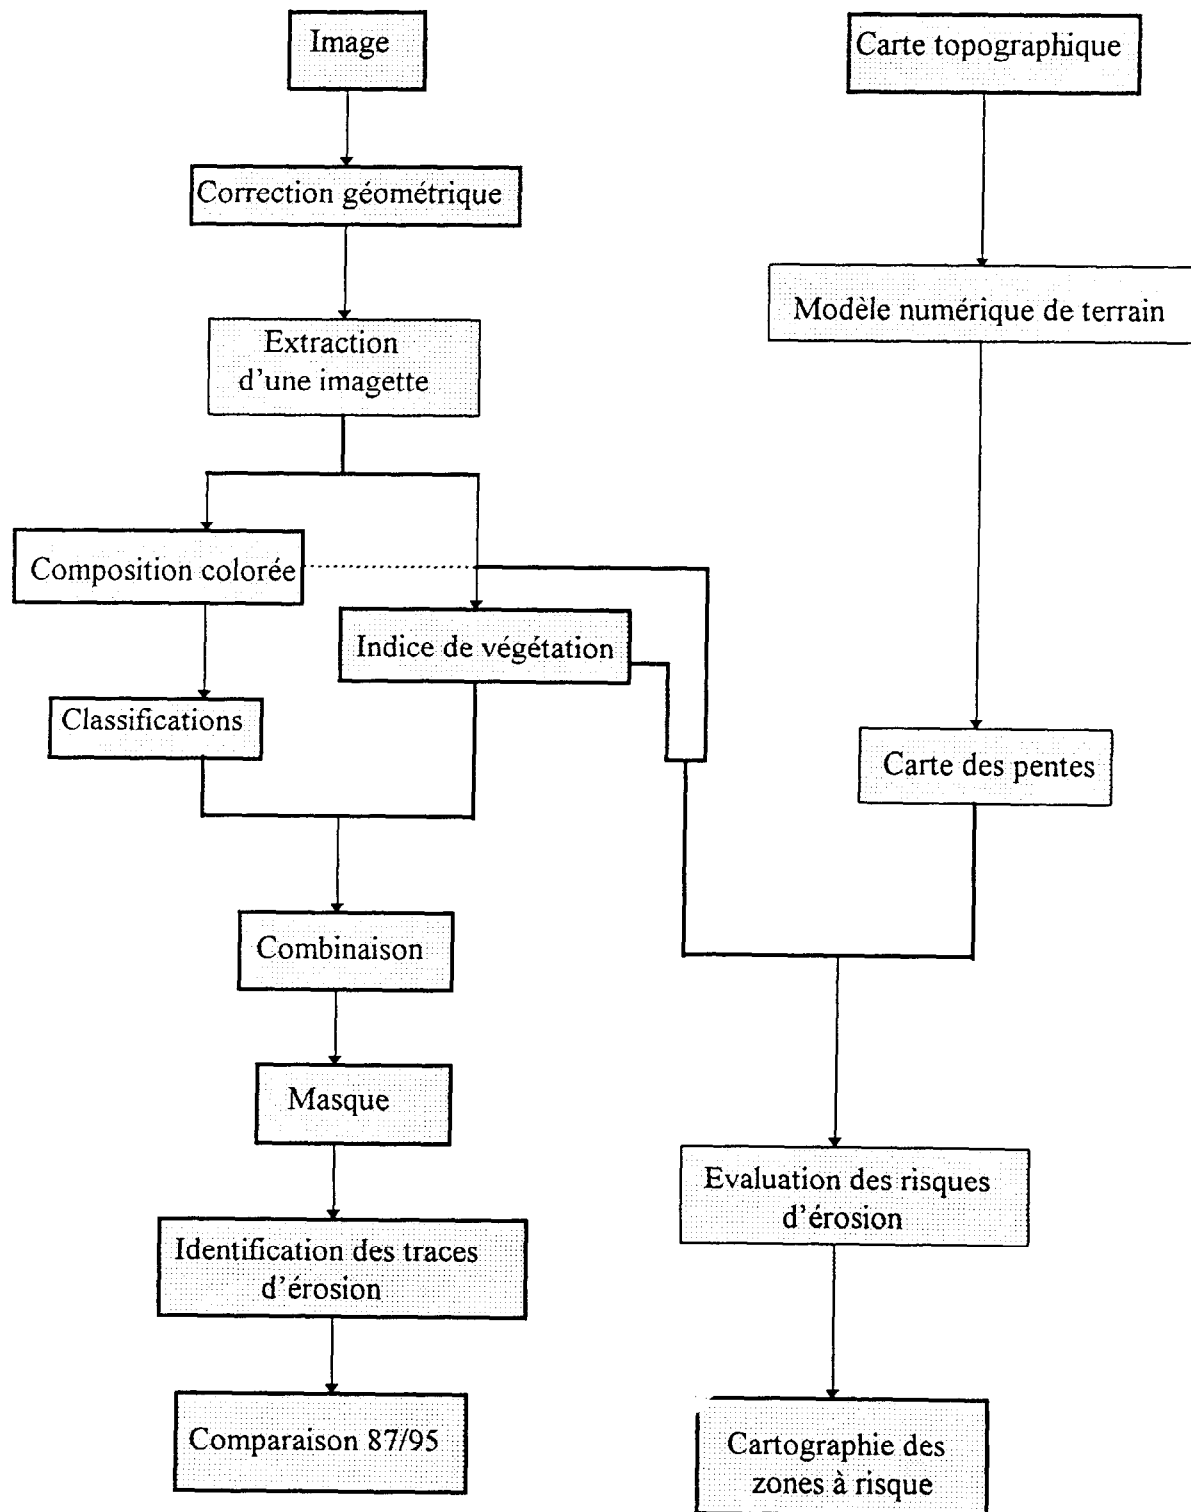 Image
Carte topographique
Correction géométrique
Modèle numérique de terrain
Extraction
d'une imagette
Composition colorée
Indice de végétation
Classifications
Carte des pentes
Combinaison
Masque
Evaluation des risques
d'érosion
Identification des traces
d'érosion
Comparaison 87/95
Cartographie des
zones à risque